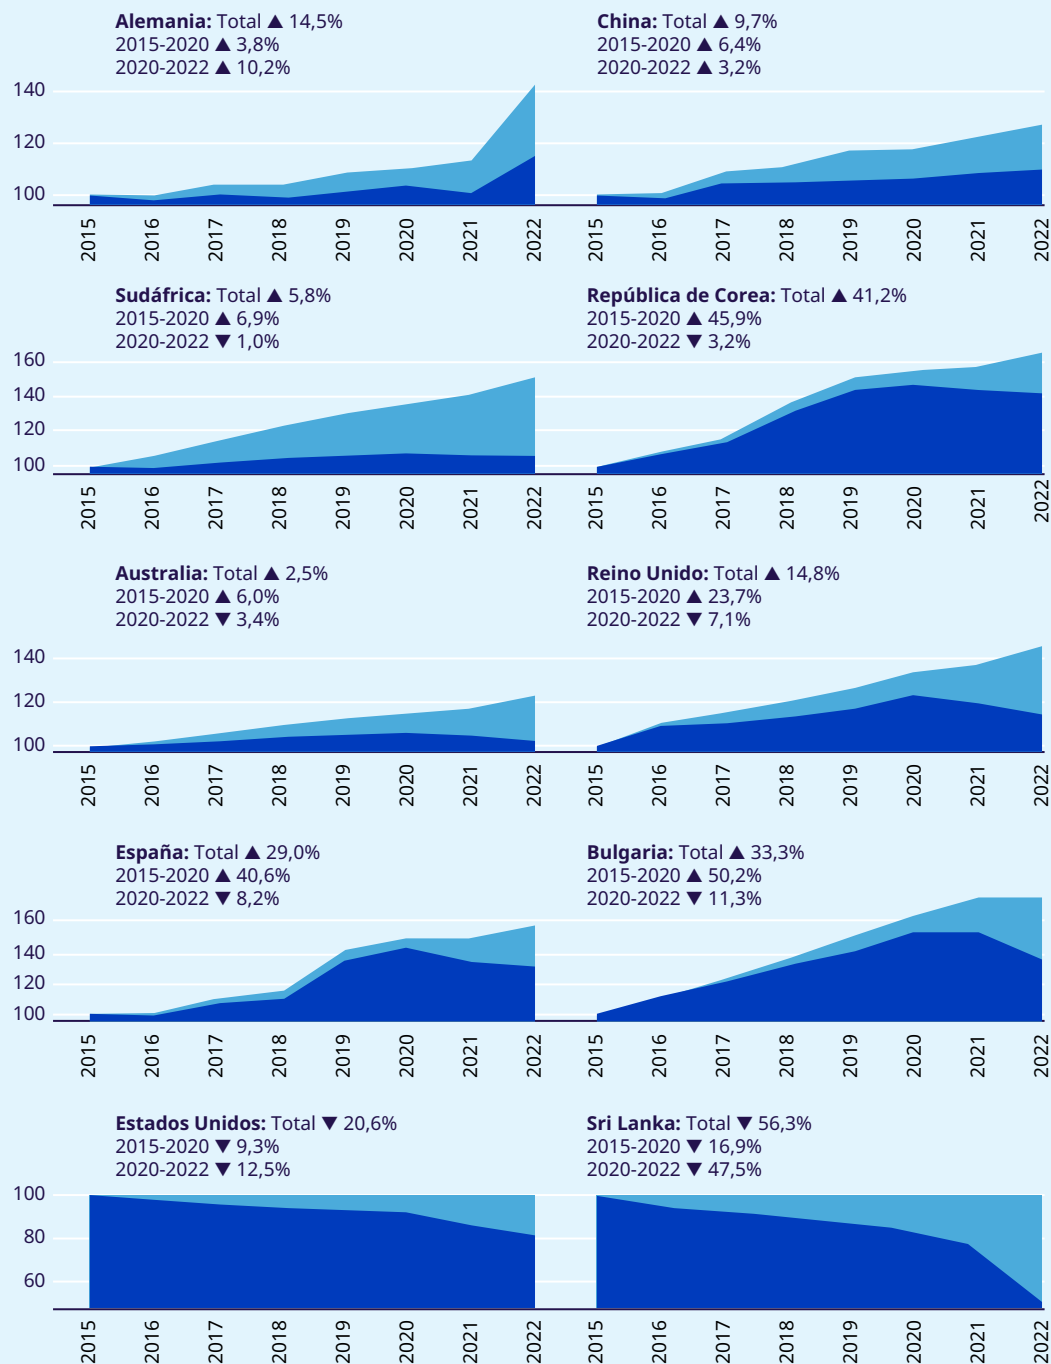 Alemania: Total ▲ 14,5%
2015-2020 ▲ 3,8%
2020-2022 ▲ 10,2%
140
120
100
2015 2016 2017 2018 2019 2020 2021 2022
China: Total ▲ 9,7%
2015-2020 ▲ 6,4%
2020-2022 ▲ 3,2%
2015 2016 2017 2018 2019 2020 2021 2022
Sudáfrica: Total ▲ 5,8%
2015-2020 ▲ 6,9%
2020-2022 ▼ 1,0%
160
140
120
100
2015 2016 2017 2018 2019 2020 2021 2022
República de Corea: Total ▲ 41,2%
2015-2020 ▲ 45,9%
2020-2022 ▼ 3,2%
2015 2016 2017 2018 2019 2020 2021 2022
Australia: Total ▲ 2,5%
2015-2020 ▲ 6,0%
2020-2022 ▼ 3,4%
140
120
100
2015 2016 2017 2018 2019 2020 2021 2022
Reino Unido: Total ▲ 14,8%
2015-2020 ▲ 23,7%
2020-2022 ▼ 7,1%
2015 2016 2017 2018 2019 2020 2021 2022
España: Total ▲ 29,0%
2015-2020 ▲ 40,6%
2020-2022 ▼ 8,2%
160
140
120
100
2015 2016 2017 2018 2019 2020 2021 2022
Bulgaria: Total ▲ 33,3%
2015-2020 ▲ 50,2%
2020-2022 ▼ 11,3%
2015 2016 2017 2018 2019 2020 2021 2022
Estados Unidos: Total ▼ 20,6%
2015-2020 ▼ 9,3%
2020-2022 ▼ 12,5%
100
80
60
2015 2016 2017 2018 2019 2020 2021 2022
Sri Lanka: Total ▼ 56,3%
2015-2020 ▼ 16,9%
2020-2022 ▼ 47,5%
2015 2016 2017 2018 2019 2020 2021 2022